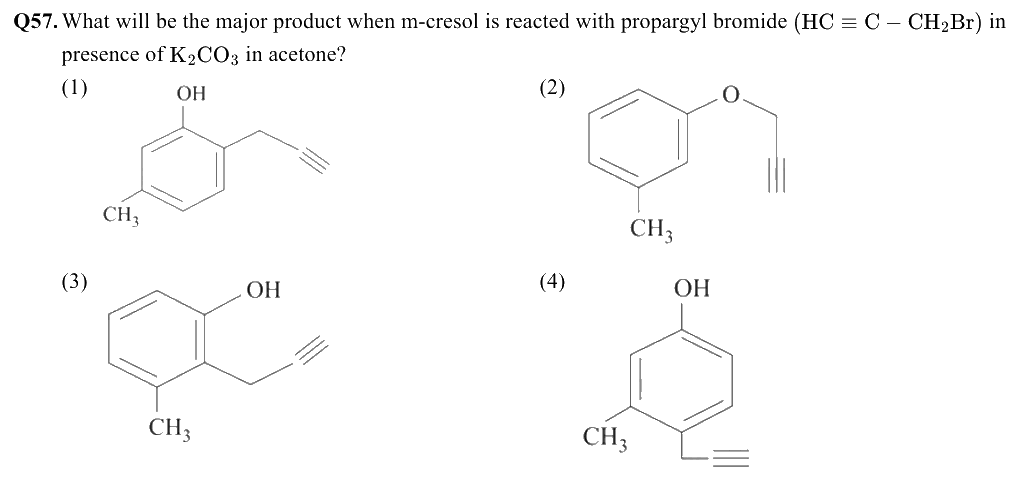 Q57. What will be the major product when m-cresol is reacted with propargyl bromide (HC ≡ C − CH₂Br) in
presence of K₂CO₃ in acetone?
(1)
OH
CH₃
(2)
O
CH₃
(3)
OH
CH₃
(4)
OH
CH₃